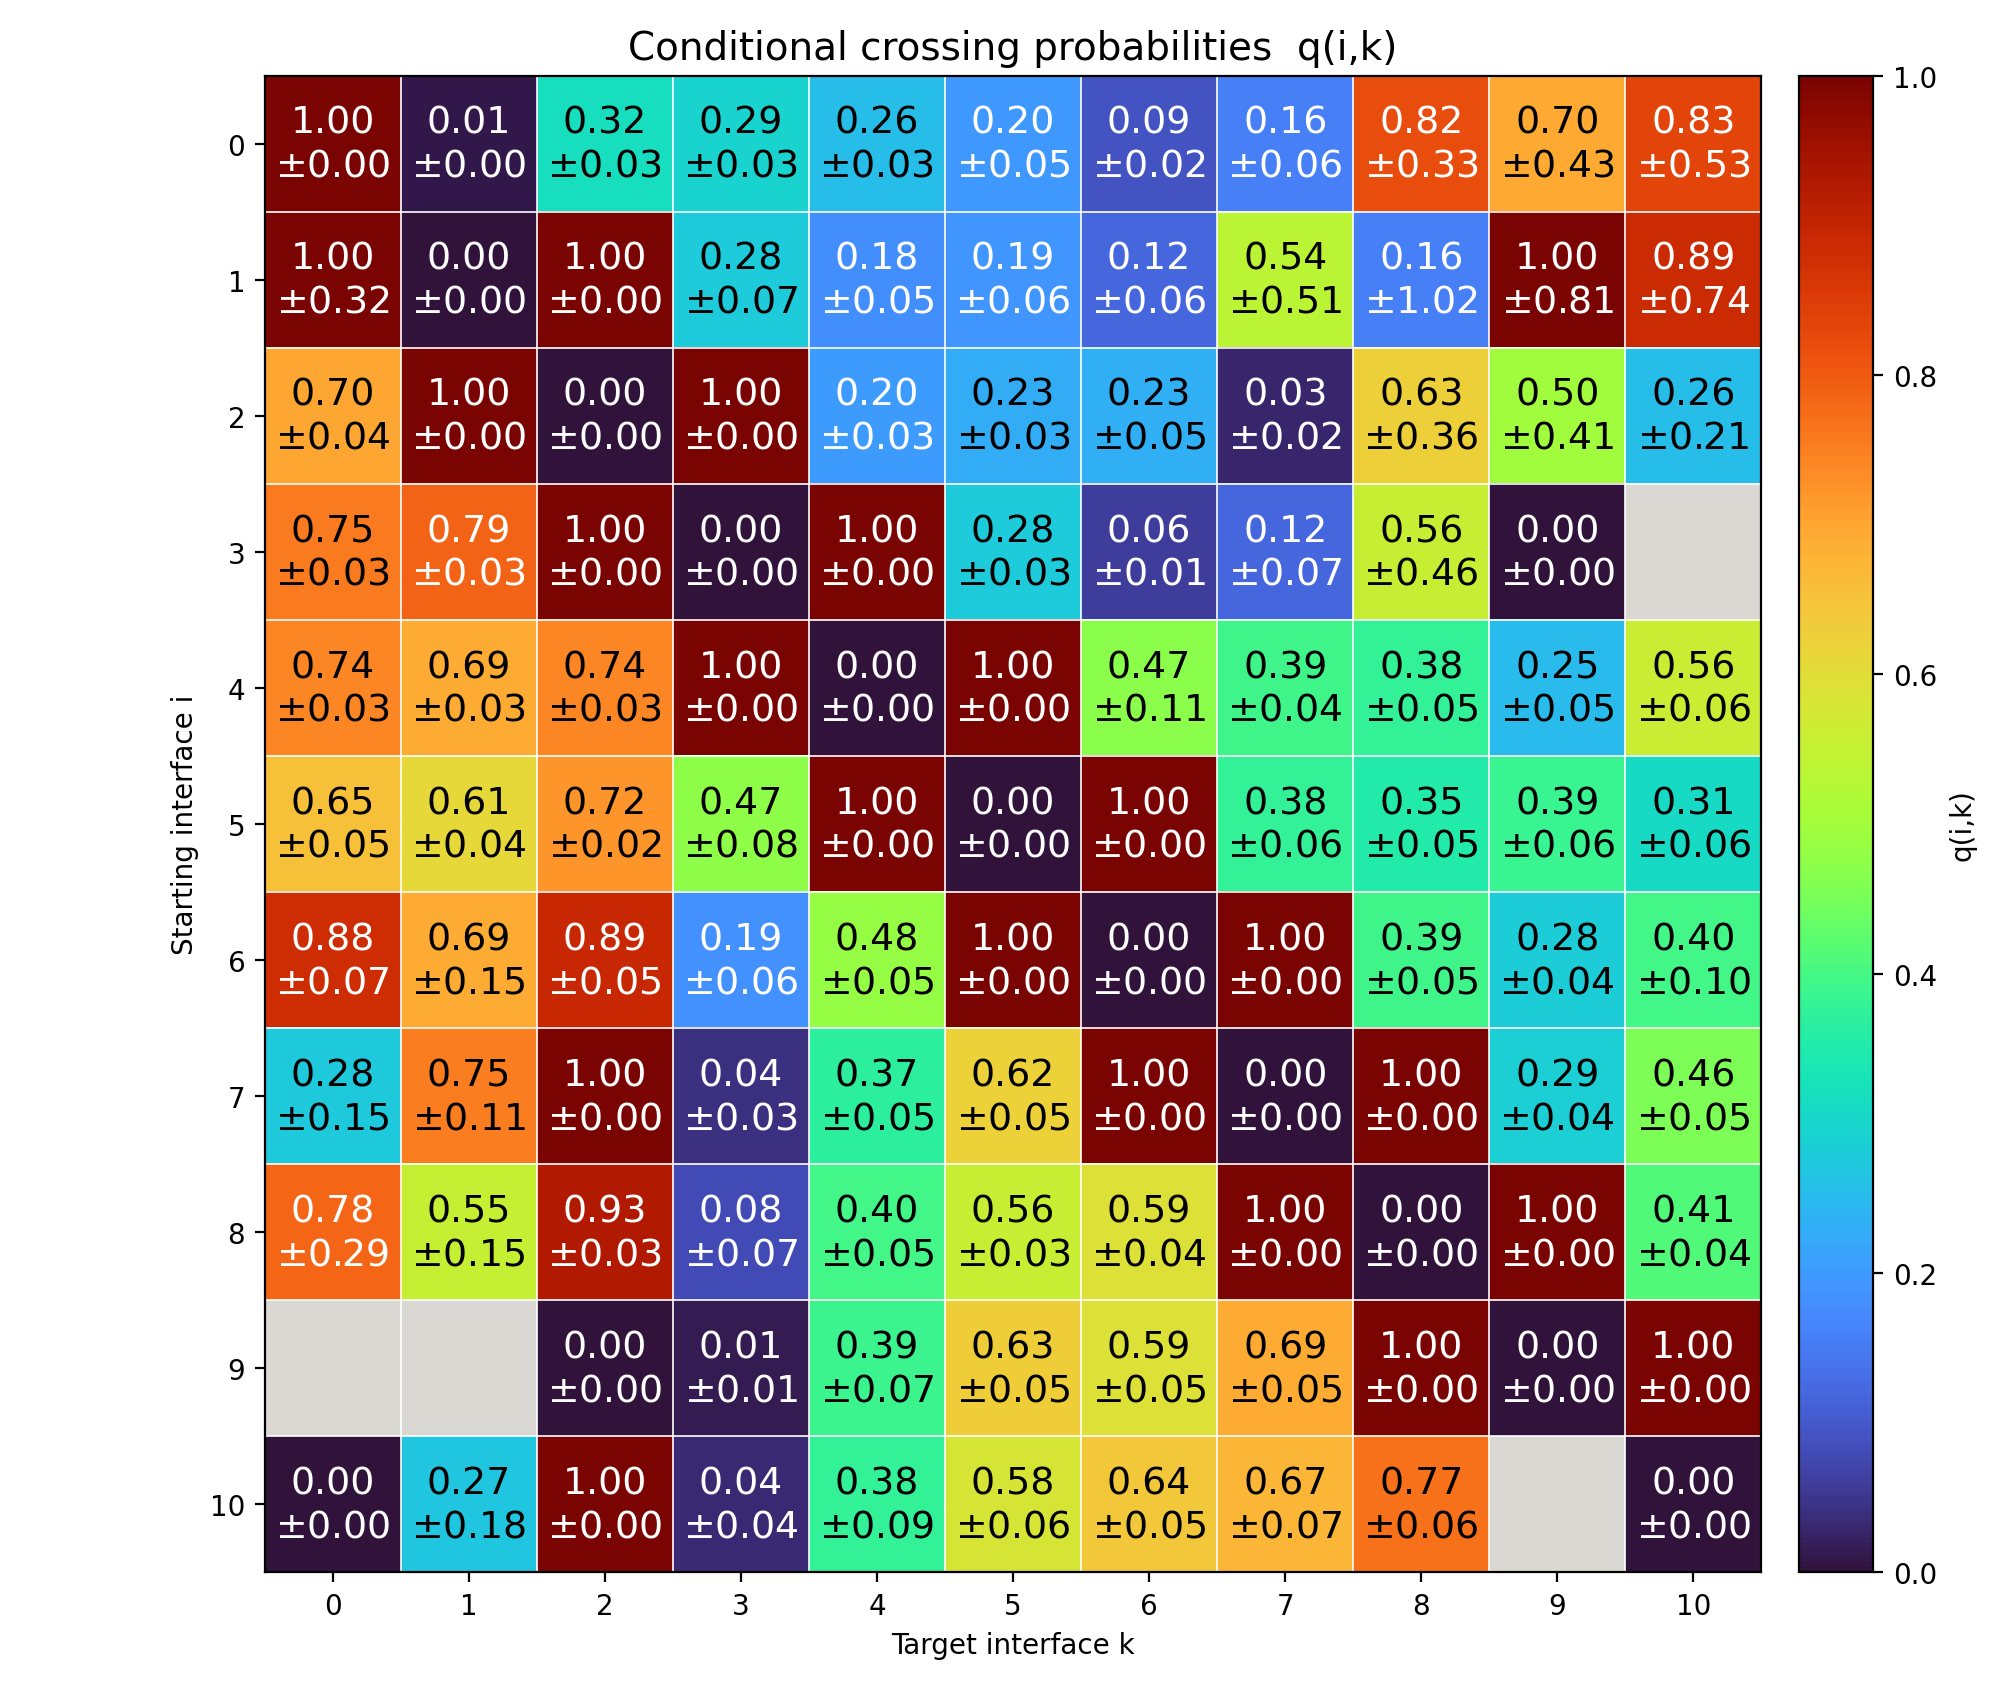 Conditional crossing probabilities  q(i,k)
1.00 0.01 0.32 0.29 0.26 0.20 0.09 0.16 0.82 0.70 0.83
0 ±0.00 ±0.00 ±0.03 ±0.03 ±0.03 ±0.05 ±0.02 ±0.06 ±0.33 ±0.43 ±0.53
1.00 0.00 1.00 0.28 0.18 0.19 0.12 0.54 0.16 1.00 0.89
1 ±0.32 ±0.00 ±0.00 ±0.07 ±0.05 ±0.06 ±0.06 ±0.51 ±1.02 ±0.81 ±0.74
0.70 1.00 0.00 1.00 0.20 0.23 0.23 0.03 0.63 0.50 0.26
2 ±0.04 ±0.00 ±0.00 ±0.00 ±0.03 ±0.03 ±0.05 ±0.02 ±0.36 ±0.41 ±0.21
0.75 0.79 1.00 0.00 1.00 0.28 0.06 0.12 0.56 0.00
3 ±0.03 ±0.03 ±0.00 ±0.00 ±0.00 ±0.03 ±0.01 ±0.07 ±0.46 ±0.00
0.74 0.69 0.74 1.00 0.00 1.00 0.47 0.39 0.38 0.25 0.56
4 ±0.03 ±0.03 ±0.03 ±0.00 ±0.00 ±0.00 ±0.11 ±0.04 ±0.05 ±0.05 ±0.06
0.65 0.61 0.72 0.47 1.00 0.00 1.00 0.38 0.35 0.39 0.31
5 ±0.05 ±0.04 ±0.02 ±0.08 ±0.00 ±0.00 ±0.00 ±0.06 ±0.05 ±0.06 ±0.06
0.88 0.69 0.89 0.19 0.48 1.00 0.00 1.00 0.39 0.28 0.40
6 ±0.07 ±0.15 ±0.05 ±0.06 ±0.05 ±0.00 ±0.00 ±0.00 ±0.05 ±0.04 ±0.10
0.28 0.75 1.00 0.04 0.37 0.62 1.00 0.00 1.00 0.29 0.46
7 ±0.15 ±0.11 ±0.00 ±0.03 ±0.05 ±0.05 ±0.00 ±0.00 ±0.00 ±0.04 ±0.05
0.78 0.55 0.93 0.08 0.40 0.56 0.59 1.00 0.00 1.00 0.41
8 ±0.29 ±0.15 ±0.03 ±0.07 ±0.05 ±0.03 ±0.04 ±0.00 ±0.00 ±0.00 ±0.04
0.00 0.01 0.39 0.63 0.59 0.69 1.00 0.00 1.00
9 ±0.00 ±0.01 ±0.07 ±0.05 ±0.05 ±0.05 ±0.00 ±0.00 ±0.00
0.00 0.27 1.00 0.04 0.38 0.58 0.64 0.67 0.77 0.00
10 ±0.00 ±0.18 ±0.00 ±0.04 ±0.09 ±0.06 ±0.05 ±0.07 ±0.06 ±0.00
0 1 2 3 4 5 6 7 8 9 10
Target interface k
Starting interface i
1.0
0.8
0.6
0.4
0.2
0.0
q(i,k)